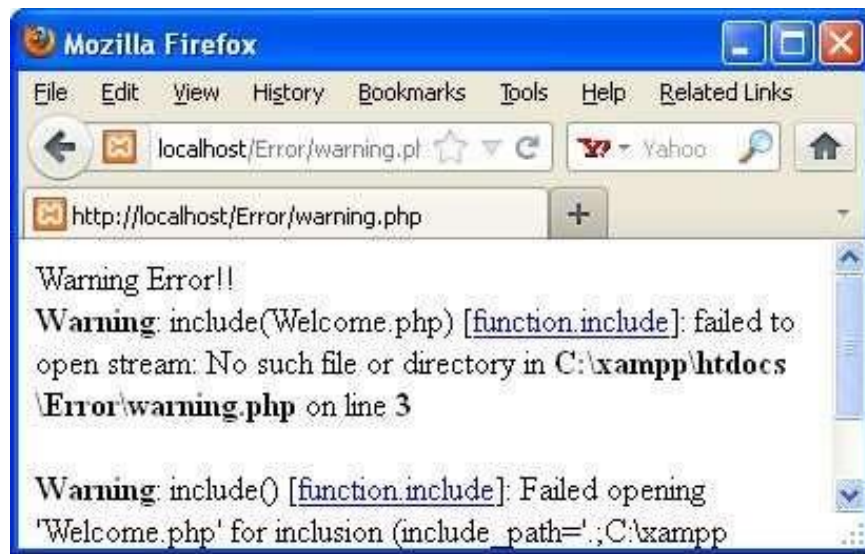 Mozilla Firefox
File Edit View History Bookmarks Tools Help Related Links
localhost/Error/warning.pl Yahoo
http://localhost/Error/warning.php
Warning Error!!
Warning: include(Welcome.php) [function.include]: failed to
open stream: No such file or directory in C:\xampp\htdocs
\Error\warning.php on line 3
Warning: include() [function.include]: Failed opening
'Welcome.php' for inclusion (include_path='.;C:\xampp